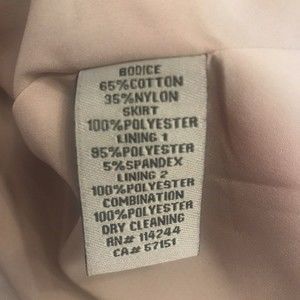 BODICE
65%COTTON
35%NYLON
SKIRT
100%POLYESTER
LINING 1
95%POLYESTER
5%SPANDEX
LINING 2
100%POLYESTER
COMBINATION
100%POLYESTER
DRY CLEANING
RN# 114244
CA# 57151